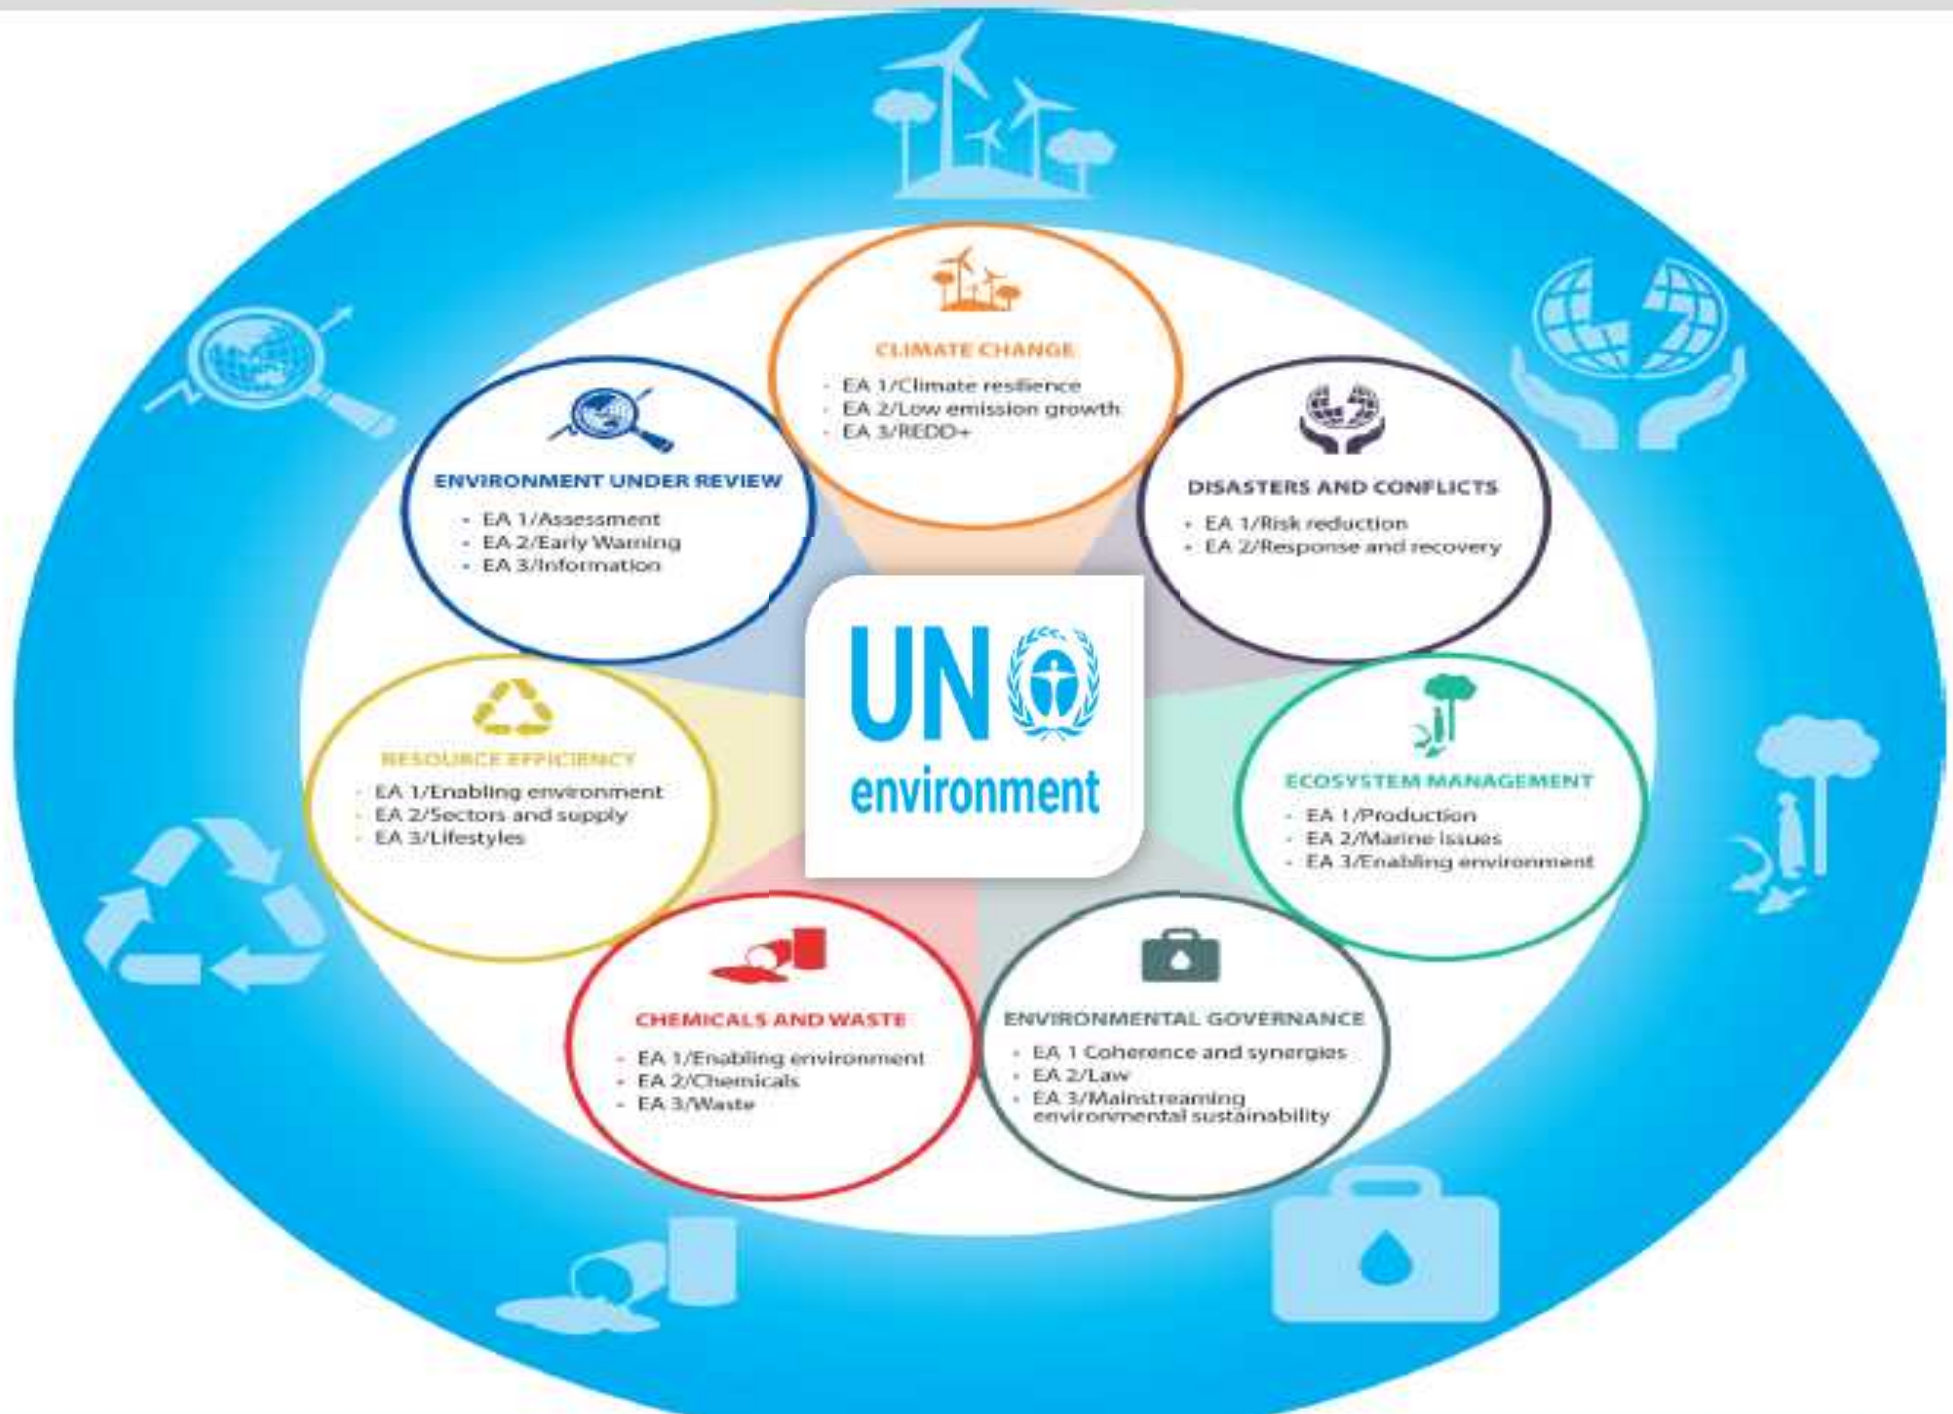 CLIMATE CHANGE
- EA 1/Climate resilience
- EA 2/Low emission growth
- EA 3/REDD+
ENVIRONMENT UNDER REVIEW
- EA 1/Assessment
- EA 2/Early Warning
- EA 3/Information
DISASTERS AND CONFLICTS
- EA 1/Risk reduction
- EA 2/Response and recovery
UN
environment
RESOURCE EFFICIENCY
- EA 1/Enabling environment
- EA 2/Sectors and supply
- EA 3/Lifestyles
ECOSYSTEM MANAGEMENT
- EA 1/Production
- EA 2/Marine issues
- EA 3/Enabling environment
CHEMICALS AND WASTE
- EA 1/Enabling environment
- EA 2/Chemicals
- EA 3/Waste
ENVIRONMENTAL GOVERNANCE
- EA 1 Coherence and synergies
- EA 2/Law
- EA 3/Mainstreaming
environmental sustainability